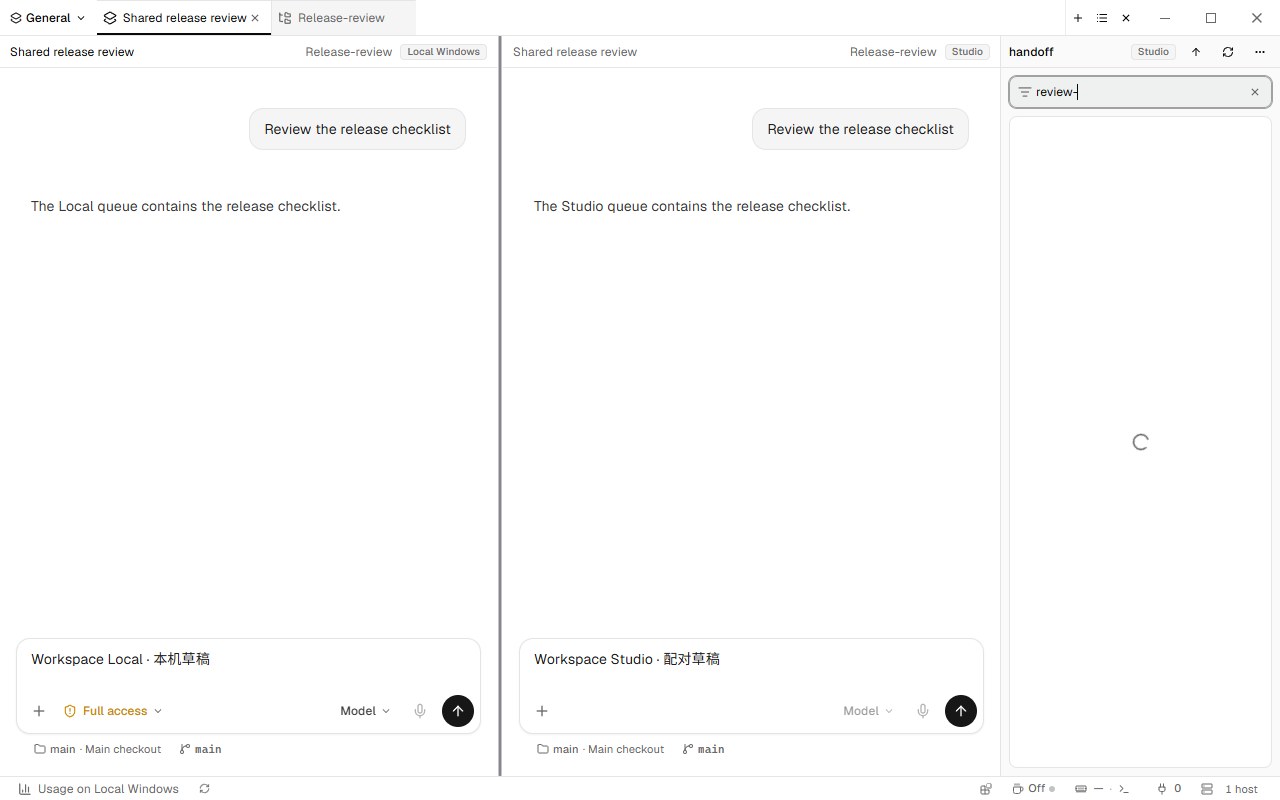 General
Shared release review
Release-review
Shared release review
Release-review
Local Windows
Shared release review
Release-review
Studio
handoff
Studio
review-
Review the release checklist
Review the release checklist
The Local queue contains the release checklist.
The Studio queue contains the release checklist.
Workspace Local · 本机草稿
Full access
Model
main · Main checkout
main
Workspace Studio · 配对草稿
Model
main · Main checkout
main
Usage on Local Windows
Off
— ·
0
1 host